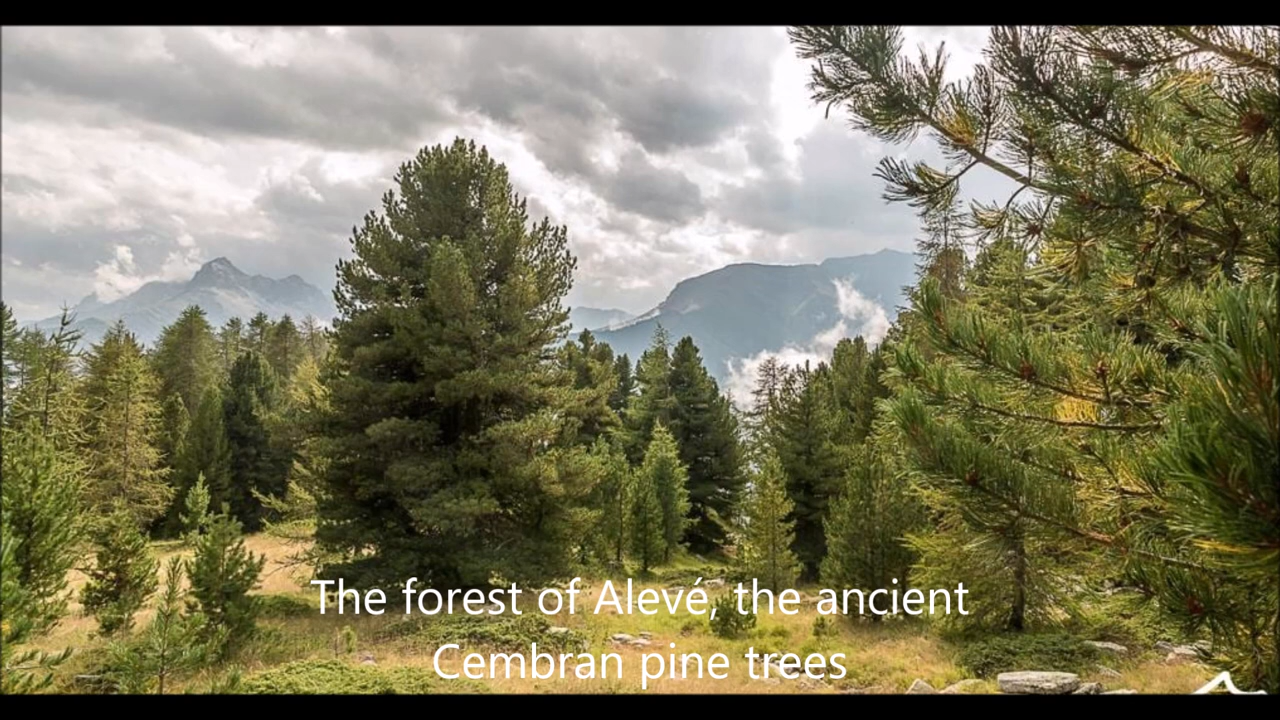 The forest of Alevé, the ancient
Cembran pine trees